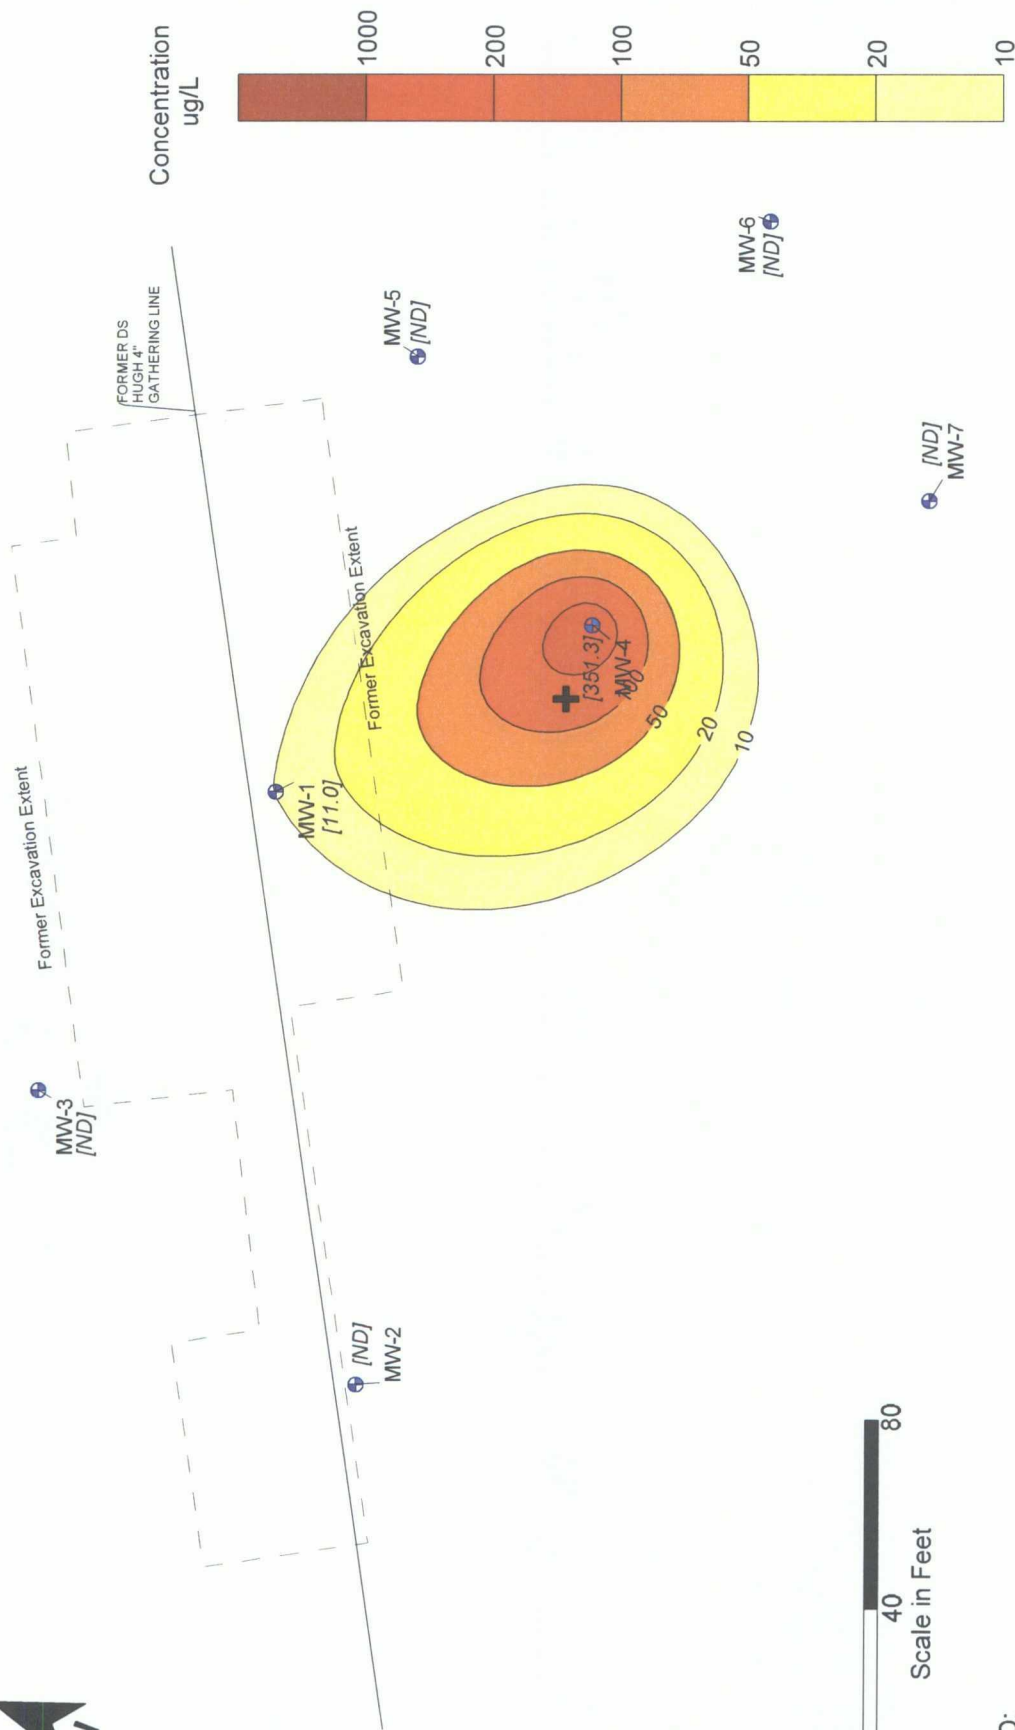 Concentration
ug/L
1000
200
100
50
20
10
FORMER DS
HUGH 4"
GATHERING LINE
Former Excavation Extent
Former Excavation Extent
MW-3
[ND]
MW-1
[11.0]
MW-5
[ND]
MW-6
[ND]
[ND]
MW-7
[351.3]
MW-4
50
20
10
[ND]
MW-2
40
80
Scale in Feet